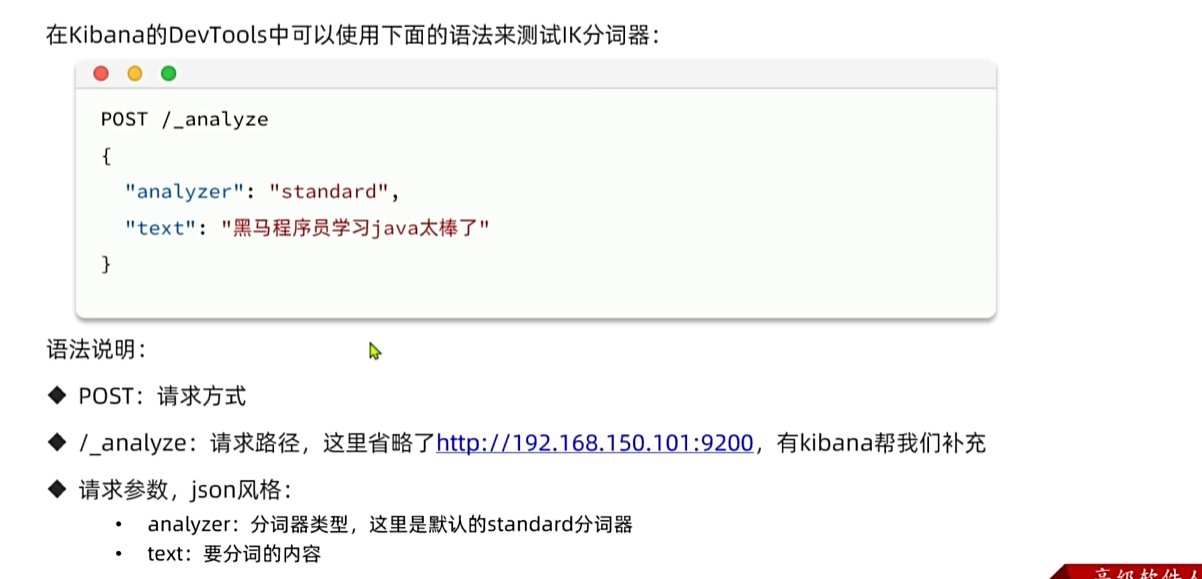 在Kibana的DevTools中可以使用下面的语法来测试IK分词器：
POST /_analyze
{
"analyzer": "standard",
"text": "黑马程序员学习java太棒了"
}
语法说明：
◆ POST：请求方式
◆ /_analyze：请求路径，这里省略了http://192.168.150.101:9200，有kibana帮我们补充
◆ 请求参数，json风格：
• analyzer：分词器类型，这里是默认的standard分词器
• text：要分词的内容
高级软件人